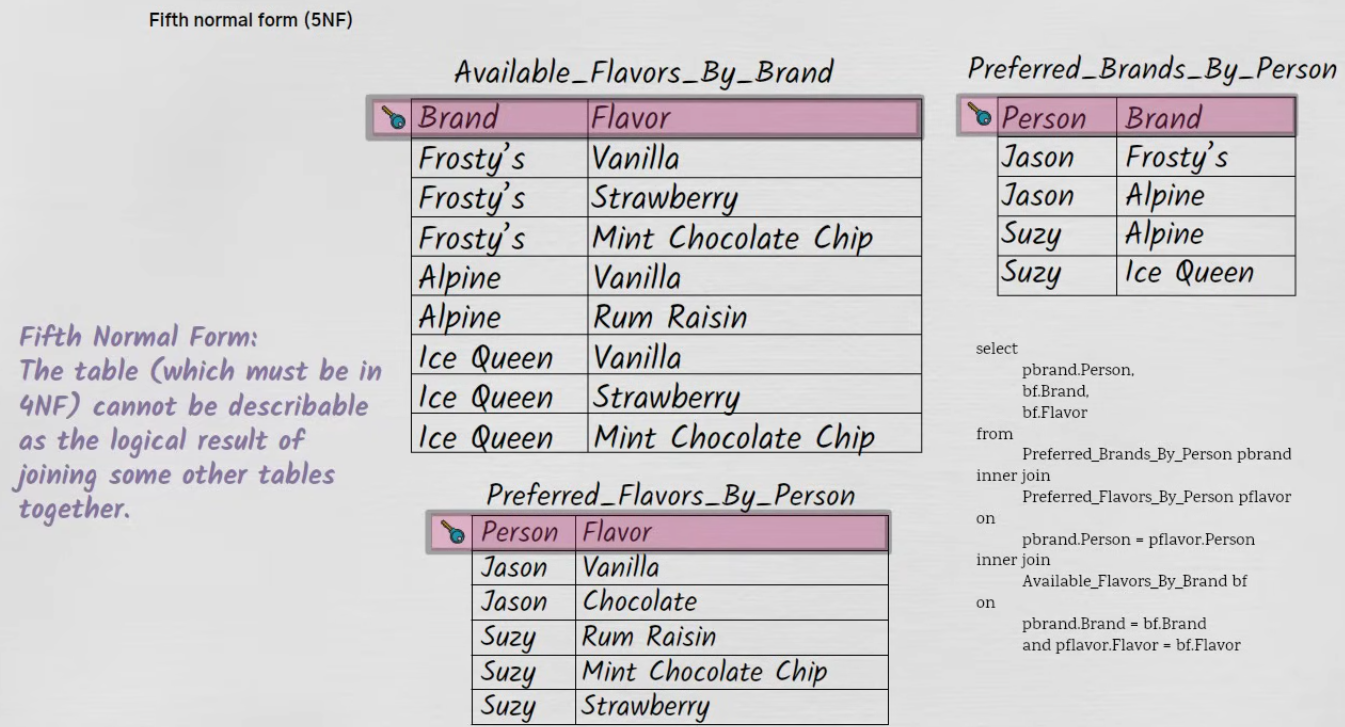 Fifth normal form (5NF)
Available_Flavors_By_Brand
Brand Flavor
Frosty's Vanilla
Frosty's Strawberry
Frosty's Mint Chocolate Chip
Alpine Vanilla
Alpine Rum Raisin
Ice Queen Vanilla
Ice Queen Strawberry
Ice Queen Mint Chocolate Chip
Preferred_Brands_By_Person
Person Brand
Jason Frosty's
Jason Alpine
Suzy Alpine
Suzy Ice Queen
Fifth Normal Form:
The table (which must be in
4NF) cannot be describable
as the logical result of
joining some other tables
together.
Preferred_Flavors_By_Person
Person Flavor
Jason Vanilla
Jason Chocolate
Suzy Rum Raisin
Suzy Mint Chocolate Chip
Suzy Strawberry
select
pbrand.Person,
bf.Brand,
bf.Flavor
from
Preferred_Brands_By_Person pbrand
inner join
Preferred_Flavors_By_Person pflavor
on
pbrand.Person = pflavor.Person
inner join
Available_Flavors_By_Brand bf
on
pbrand.Brand = bf.Brand
and pflavor.Flavor = bf.Flavor